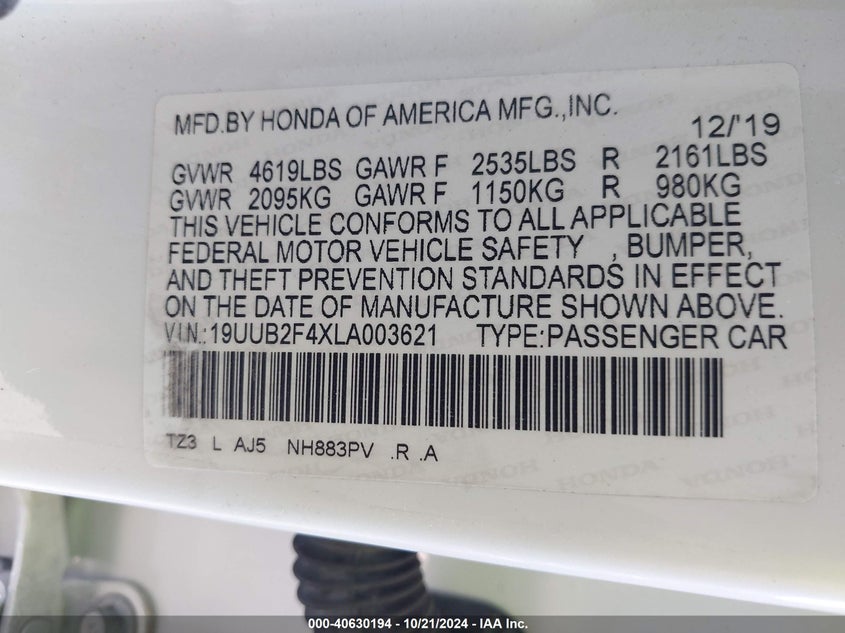 MFD.BY HONDA OF AMERICA MFG.,INC.
12/'19
GVWR 4619LBS GAWR F 2535LBS R 2161LBS
GVWR 2095KG GAWR F 1150KG R 980KG
THIS VEHICLE CONFORMS TO ALL APPLICABLE
FEDERAL MOTOR VEHICLE SAFETY , BUMPER,
AND THEFT PREVENTION STANDARDS IN EFFECT
ON THE DATE OF MANUFACTURE SHOWN ABOVE.
V.I.N.:19UUB2F4XLA003621 TYPE:PASSENGER CAR
TZ3 L AJ5 NH883PV .R .A
HONDA
000-40630194 - 10/21/2024 - IAA Inc.